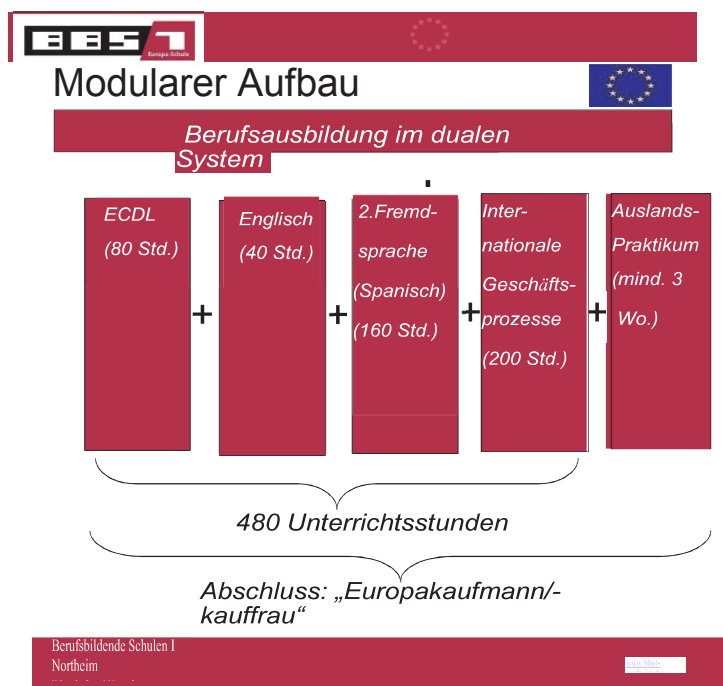 BBS 1
Europa-Schule
Modularer Aufbau
Berufsausbildung im dualen
System
ECDL
(80 Std.)
+
Englisch
(40 Std.)
+
2.Fremd-
sprache
(Spanisch)
(160 Std.)
+
Inter-
nationale
Geschäfts-
prozesse
(200 Std.)
+
Auslands-
Praktikum
(mind. 3
Wo.)
480 Unterrichtsstunden
Abschluss: „Europakaufmann/-
kauffrau“
Berufsbildende Schulen I
Northeim